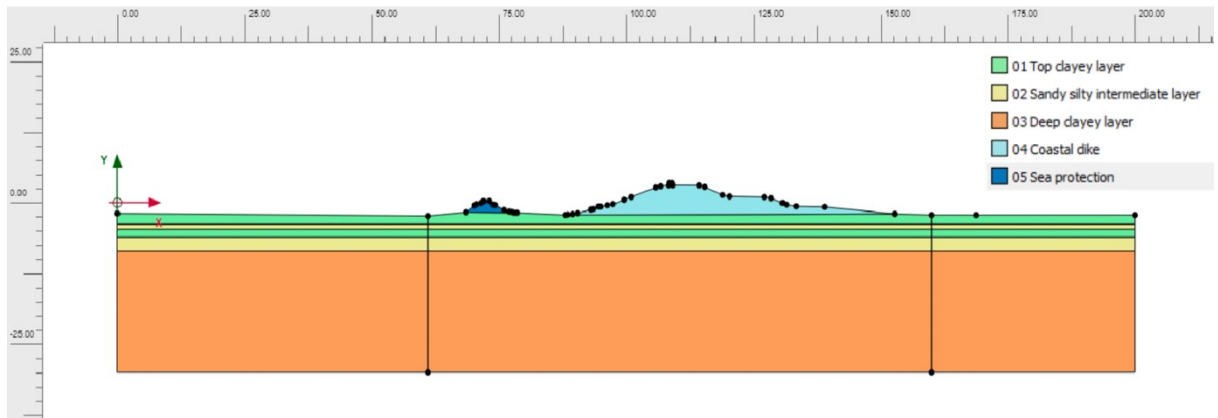 0.00 25.00 50.00 75.00 100.00 125.00 150.00 175.00 200.00
25.00
01 Top clayey layer
02 Sandy silty intermediate layer
03 Deep clayey layer
04 Coastal dike
05 Sea protection
Y
0.00
X
-25.00